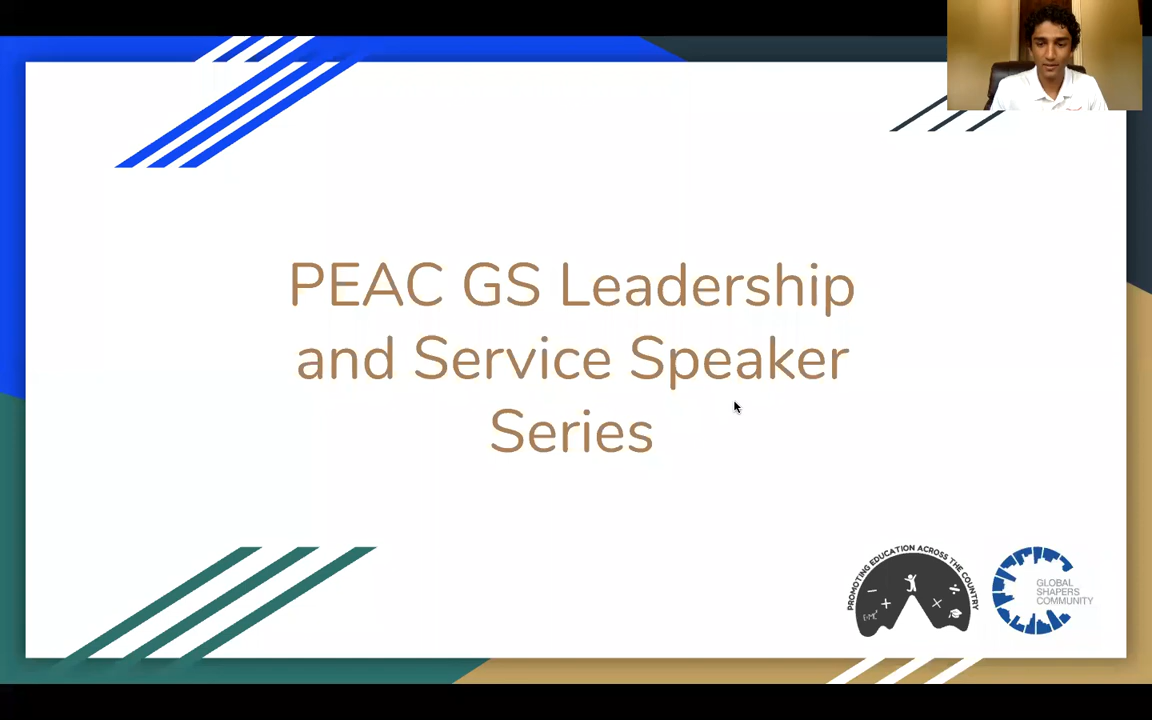 PEAC GS Leadership
and Service Speaker
Series
PROMOTING EDUCATION ACROSS THE COUNTRY
GLOBAL
SHAPERS
COMMUNITY